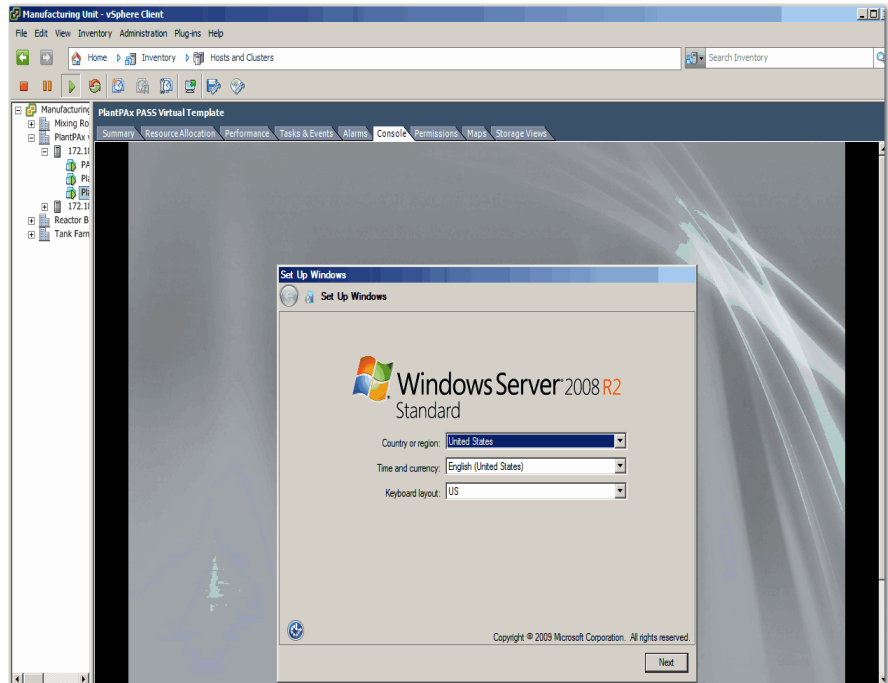 Manufacturing Unit - vSphere Client
File Edit View Inventory Administration Plug-ins Help
Home Inventory Hosts and Clusters
Search Inventory
Manufacturing
Mixing Ro
PlantPAx
172.1
PA
Pla
Pla
172.1
Reactor B
Tank Farm
PlantPAx PASS Virtual Template
Summary Resource Allocation Performance Tasks & Events Alarms Console Permissions Maps Storage Views
Set Up Windows
Set Up Windows
Windows Server 2008 R2
Standard
Country or region: United States
Time and currency: English (United States)
Keyboard layout: US
Copyright © 2009 Microsoft Corporation. All rights reserved.
Next